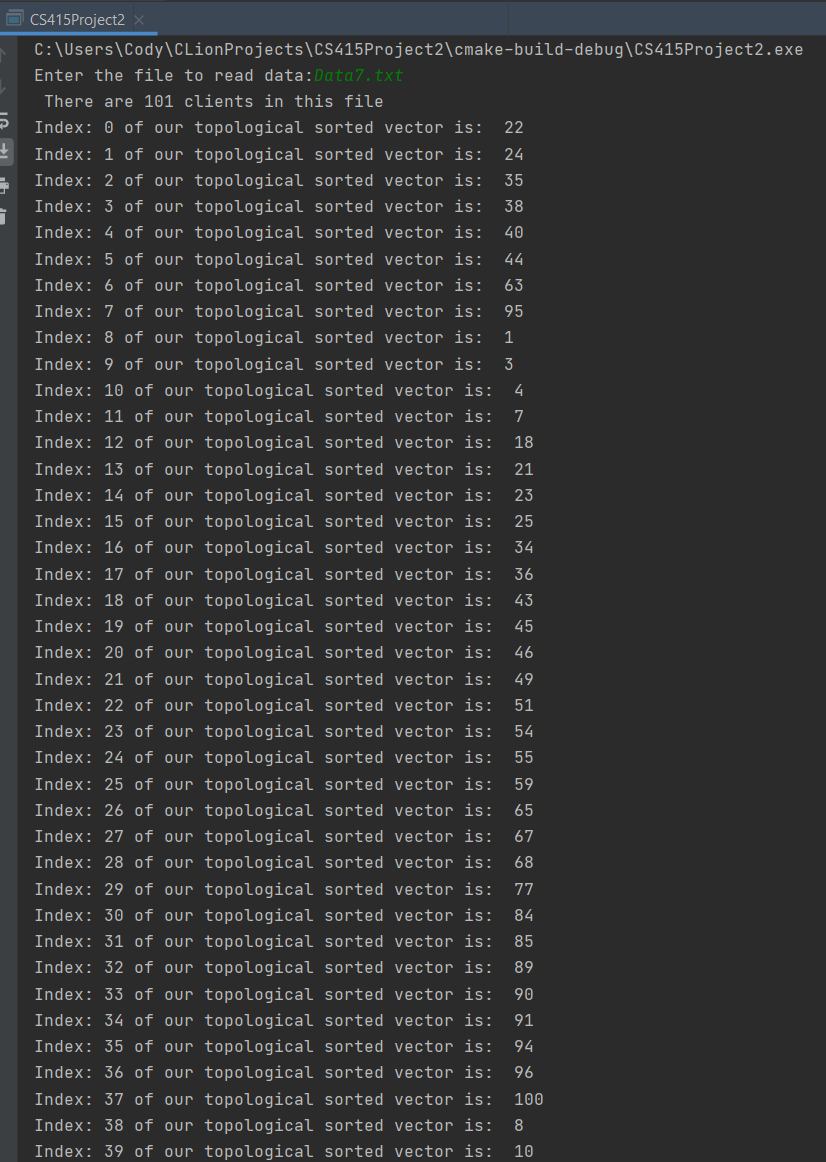 CS415Project2
C:\Users\Cody\CLionProjects\CS415Project2\cmake-build-debug\CS415Project2.exe
Enter the file to read data:Data7.txt
 There are 101 clients in this file
Index: 0 of our topological sorted vector is:  22
Index: 1 of our topological sorted vector is:  24
Index: 2 of our topological sorted vector is:  35
Index: 3 of our topological sorted vector is:  38
Index: 4 of our topological sorted vector is:  40
Index: 5 of our topological sorted vector is:  44
Index: 6 of our topological sorted vector is:  63
Index: 7 of our topological sorted vector is:  95
Index: 8 of our topological sorted vector is:  1
Index: 9 of our topological sorted vector is:  3
Index: 10 of our topological sorted vector is:  4
Index: 11 of our topological sorted vector is:  7
Index: 12 of our topological sorted vector is:  18
Index: 13 of our topological sorted vector is:  21
Index: 14 of our topological sorted vector is:  23
Index: 15 of our topological sorted vector is:  25
Index: 16 of our topological sorted vector is:  34
Index: 17 of our topological sorted vector is:  36
Index: 18 of our topological sorted vector is:  43
Index: 19 of our topological sorted vector is:  45
Index: 20 of our topological sorted vector is:  46
Index: 21 of our topological sorted vector is:  49
Index: 22 of our topological sorted vector is:  51
Index: 23 of our topological sorted vector is:  54
Index: 24 of our topological sorted vector is:  55
Index: 25 of our topological sorted vector is:  59
Index: 26 of our topological sorted vector is:  65
Index: 27 of our topological sorted vector is:  67
Index: 28 of our topological sorted vector is:  68
Index: 29 of our topological sorted vector is:  77
Index: 30 of our topological sorted vector is:  84
Index: 31 of our topological sorted vector is:  85
Index: 32 of our topological sorted vector is:  89
Index: 33 of our topological sorted vector is:  90
Index: 34 of our topological sorted vector is:  91
Index: 35 of our topological sorted vector is:  94
Index: 36 of our topological sorted vector is:  96
Index: 37 of our topological sorted vector is:  100
Index: 38 of our topological sorted vector is:  8
Index: 39 of our topological sorted vector is:  10